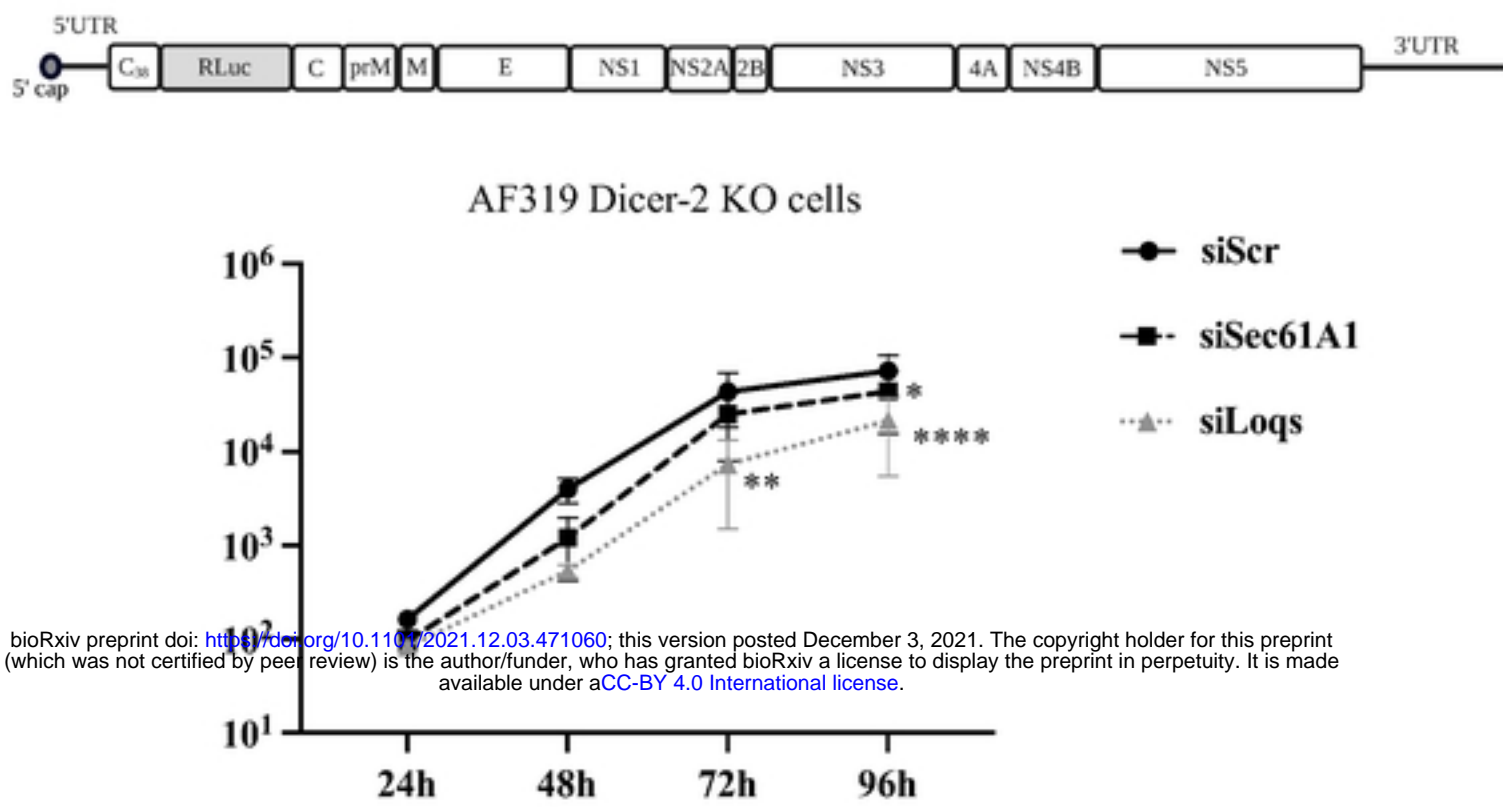 5'UTR
3'UTR
C₃₈ RLuc C prM M E NS1 NS2A 2B NS3 4A NS4B NS5
5' cap
AF319 Dicer-2 KO cells
siScr
siSec61A1
siLoqs
10⁶
10⁵
10⁴
10³
10²
10¹
*
****
**
24h 48h 72h 96h
bioRxiv preprint doi: https://doi.org/10.1101/2021.12.03.471060; this version posted December 3, 2021. The copyright holder for this preprint
(which was not certified by peer review) is the author/funder, who has granted bioRxiv a license to display the preprint in perpetuity. It is made
available under aCC-BY 4.0 International license.